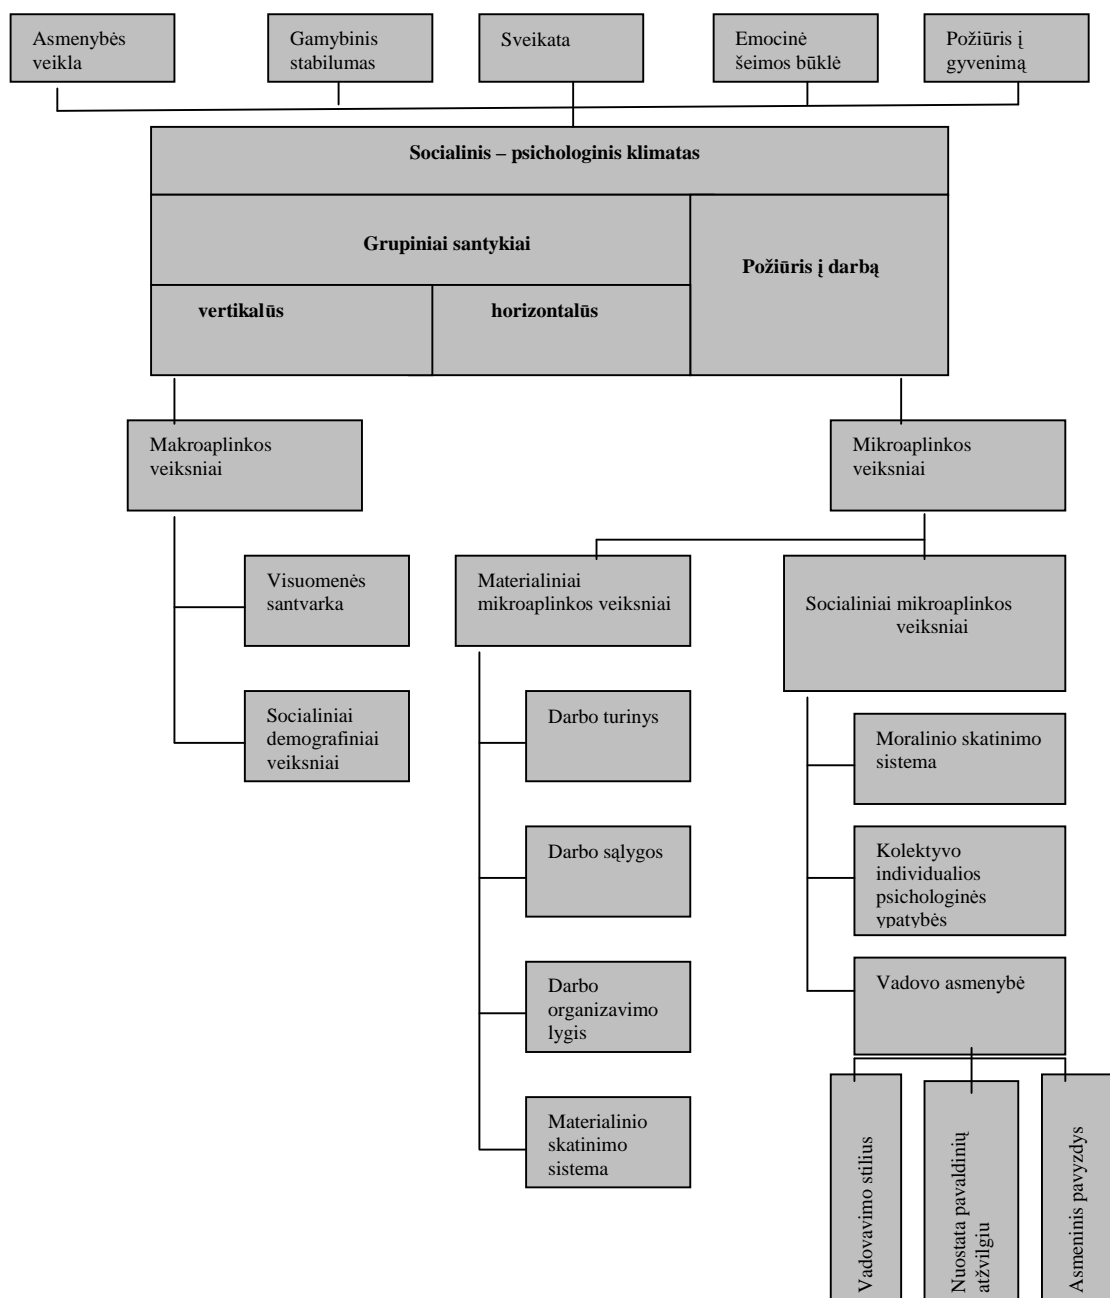 Asmenybės
veikla
Gamybinis
stabilumas
Sveikata
Emocinė
šeimos būklė
Požiūris į
gyvenimą
Socialinis – psichologinis klimatas
Grupiniai santykiai
Požiūris į darbą
vertikalūs
horizontalūs
Makroaplinkos
veiksniai
Mikroaplinkos
veiksniai
Visuomenės
santvarka
Socialiniai
demografiniai
veiksniai
Materialiniai
mikroaplinkos veiksniai
Socialiniai mikroaplinkos
veiksniai
Darbo turinys
Darbo sąlygos
Darbo
organizavimo
lygis
Materialinio
skatinimo
sistema
Moralinio skatinimo
sistema
Kolektyvo
individualios
psichologinės
ypatybės
Vadovo asmenybė
Vadovavimo stilius
Nuostata pavaldinių
atžvilgiu
Asmeninis pavyzdys